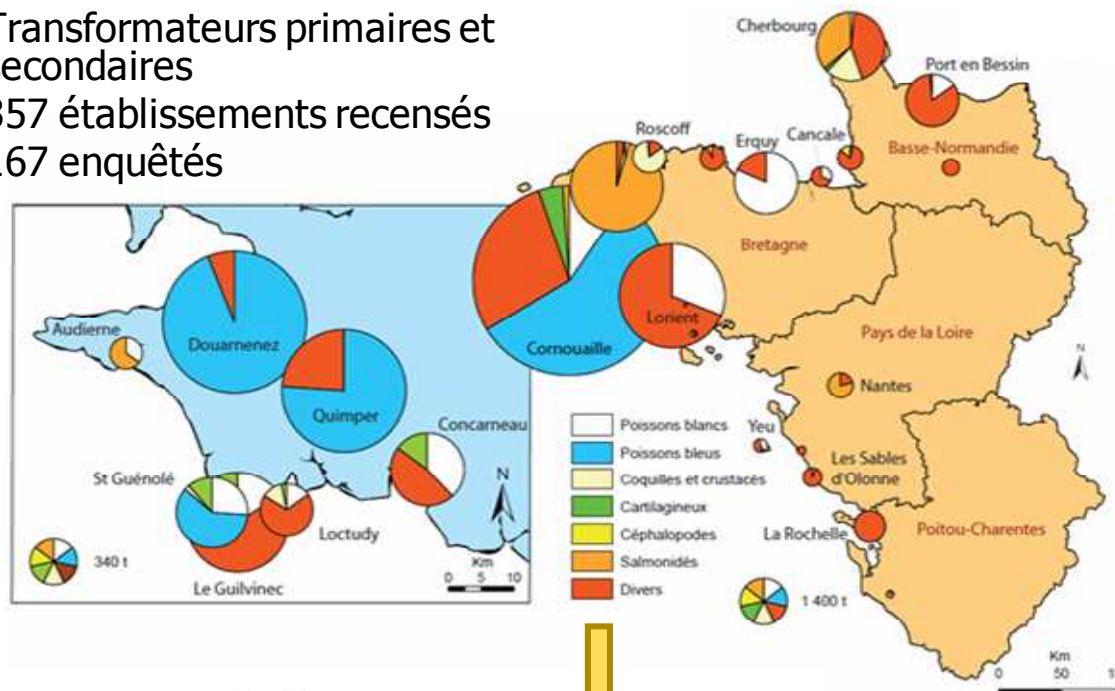 Transformateurs primaires et
secondaires
357 établissements recensés
167 enquêtés
Cherbourg
Port en Bessin
Roscoff
Erquy
Cancale
Basse-Normandie
Bretagne
Audierne
Douarnenez
Lorient
Pays de la Loire
Cornouaille
N
Quimper
Nantes
Concarneau
Poissons blancs
Yeu
Poissons bleus
Les Sables
d'Olonne
St Guénolé
N
Coquilles et crustacés
Cartilagineux
Loctudy
Céphalopodes
La Rochelle
Poitou-Charentes
340 t
Km
0 5 10
Salmonidés
Le Guilvinec
Divers
1 400 t
Km
0 50